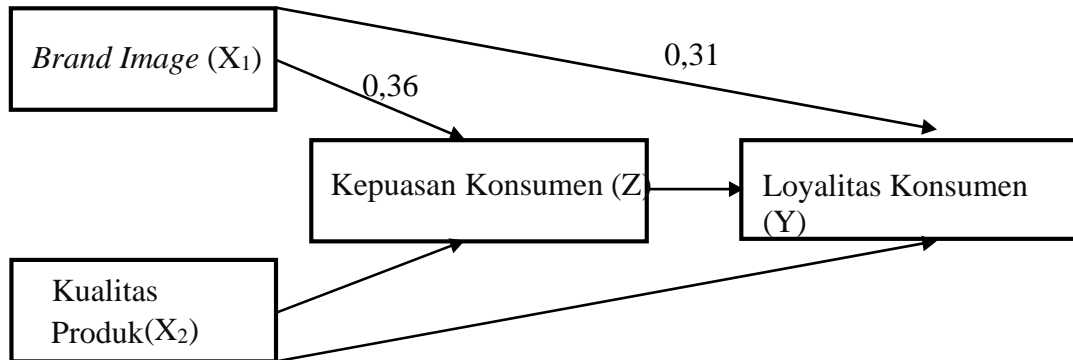 Brand Image (X₁)
0,31
0,36
Kepuasan Konsumen (Z)
Loyalitas Konsumen
(Y)
Kualitas
Produk(X₂)